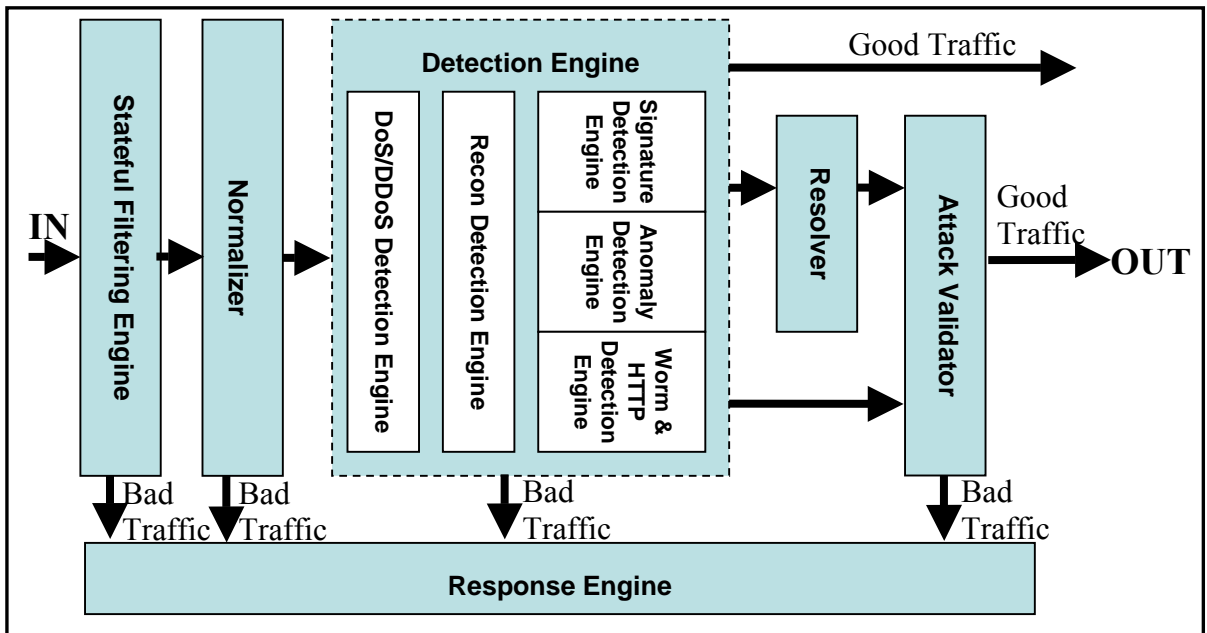 IN
Stateful Filtering Engine
Normalizer
Detection Engine
DoS/DDoS Detection Engine
Recon Detection Engine
Signature
Detection
Engine
Anomaly
Detection
Engine
Worm &
HTTP
Detection
Engine
Good Traffic
Resolver
Attack Validator
Good
Traffic
OUT
Bad
Traffic
Bad
Traffic
Bad
Traffic
Bad
Traffic
Response Engine